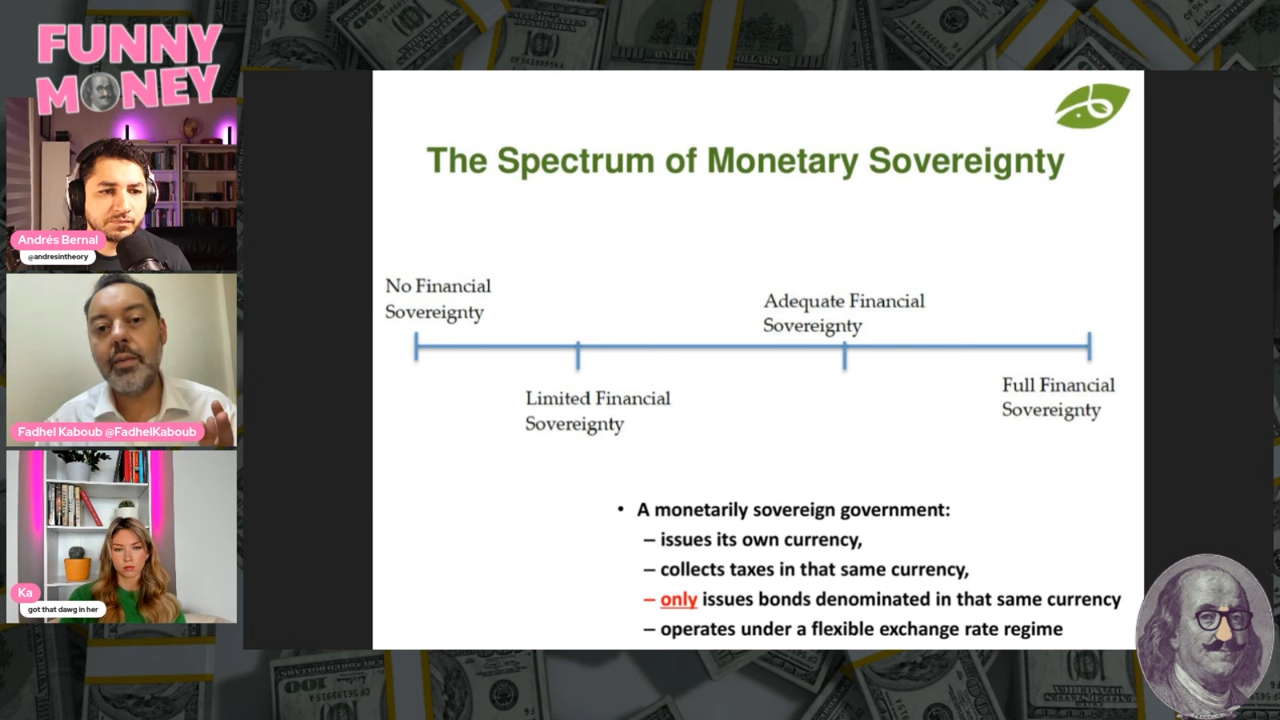 FUNNY
MONEY
Andrés Bernal
@andresintheory
Fadhel Kaboub @FadhelKaboub
Ka
got that dawg in her
The Spectrum of Monetary Sovereignty
No Financial
Sovereignty
Adequate Financial
Sovereignty
Limited Financial
Sovereignty
Full Financial
Sovereignty
• A monetarily sovereign government:
– issues its own currency,
– collects taxes in that same currency,
– only issues bonds denominated in that same currency
– operates under a flexible exchange rate regime